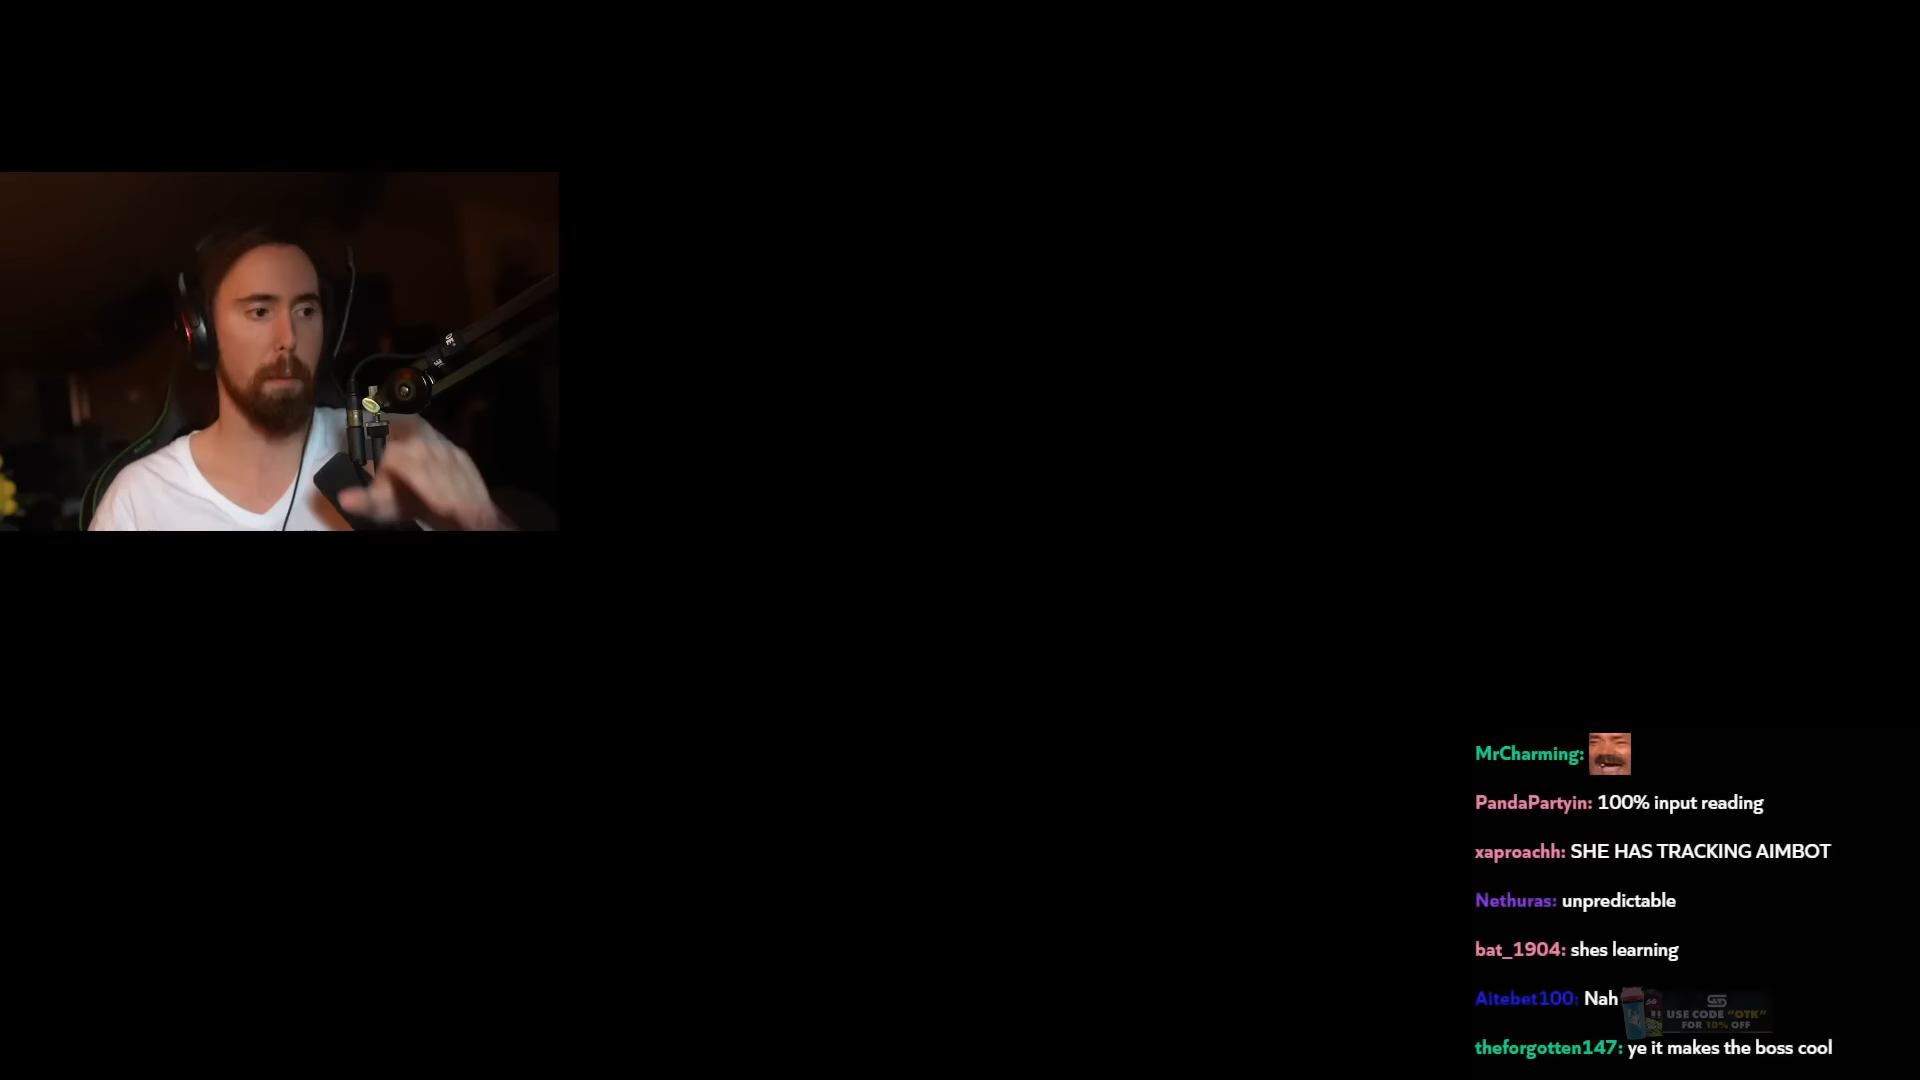 MrCharming:
PandaPartyin: 100% input reading
xaproachh: SHE HAS TRACKING AIMBOT
Nethuras: unpredictable
bat_1904: shes learning
Aitebet100: Nah
USE CODE "OTK"
FOR 10% OFF
theforgotten147: ye it makes the boss cool